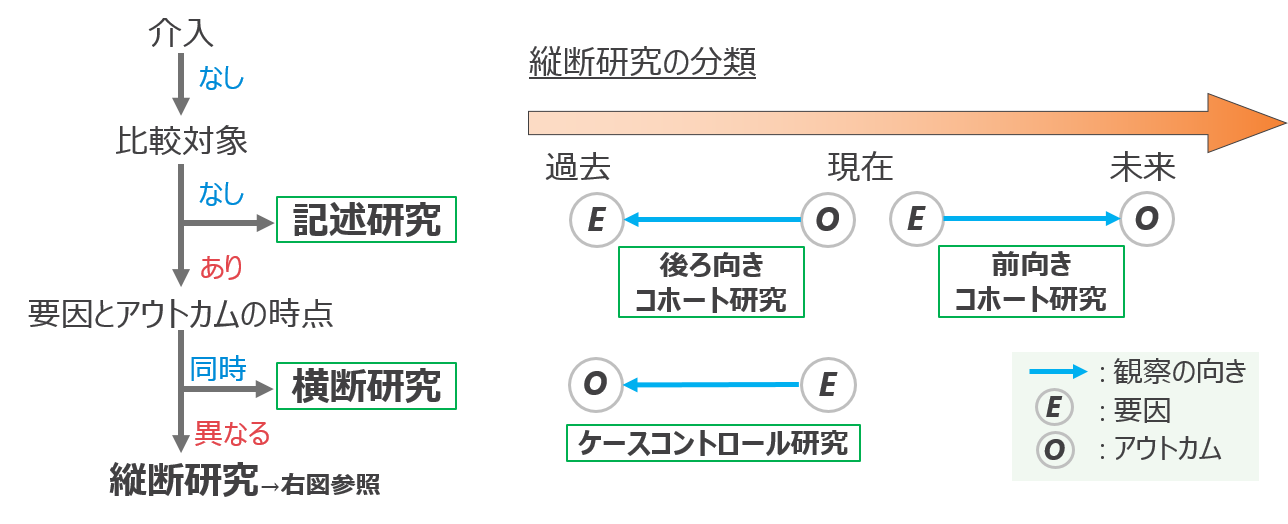 介入
なし
比較対象
なし
記述研究
あり
要因とアウトカムの時点
同時
横断研究
異なる
縦断研究→右図参照
縦断研究の分類
過去
現在
未来
E
O
E
O
後ろ向き
コホート研究
前向き
コホート研究
O
E
ケースコントロール研究
: 観察の向き
E : 要因
O : アウトカム